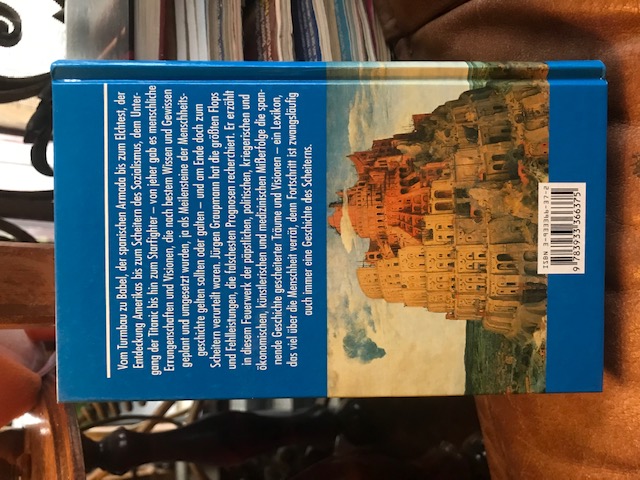 Vom Turmbau zu Babel, der spanischen Armada bis zum Elchtest, der
Entdeckung Amerikas bis zum Scheitern des Sozialismus, dem Unter-
gang der Titanic bis hin zum Starfighter – von jeher gab es menschliche
Errungenschaften und Visionen, die nach bestem Wissen und Gewissen
geplant und umgesetzt wurden, ja als Meilensteine der Menschheits-
geschichte gelten sollten oder galten – und am Ende doch zum
Scheitern verurteilt waren. Jürgen Graupmann hat die größten Flops
und Fehlleistungen, die falschesten Prognosen recherchiert. Er erzählt
in diesem Feuerwerk der päpstlichen, politischen, kriegerischen und
ökonomischen, künstlerischen und medizinischen Mißerfolge die span-
nende Geschichte gescheiterter Träume und Visionen – ein Lexikon,
das viel über die Menschheit verrät, denn Fortschritt ist zwangsläufig
auch immer eine Geschichte des Scheiterns.
ISBN 3-933366-37-2
9 783933 366375